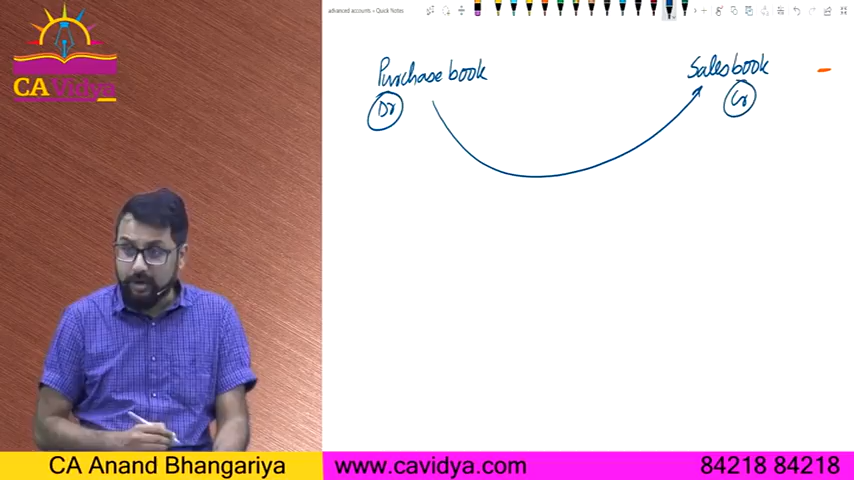 CA Vidya
advanced accounts » Quick Notes
Purchase book
Dr
Sales book
Cr
CA Anand Bhangariya
www.cavidya.com
84218 84218